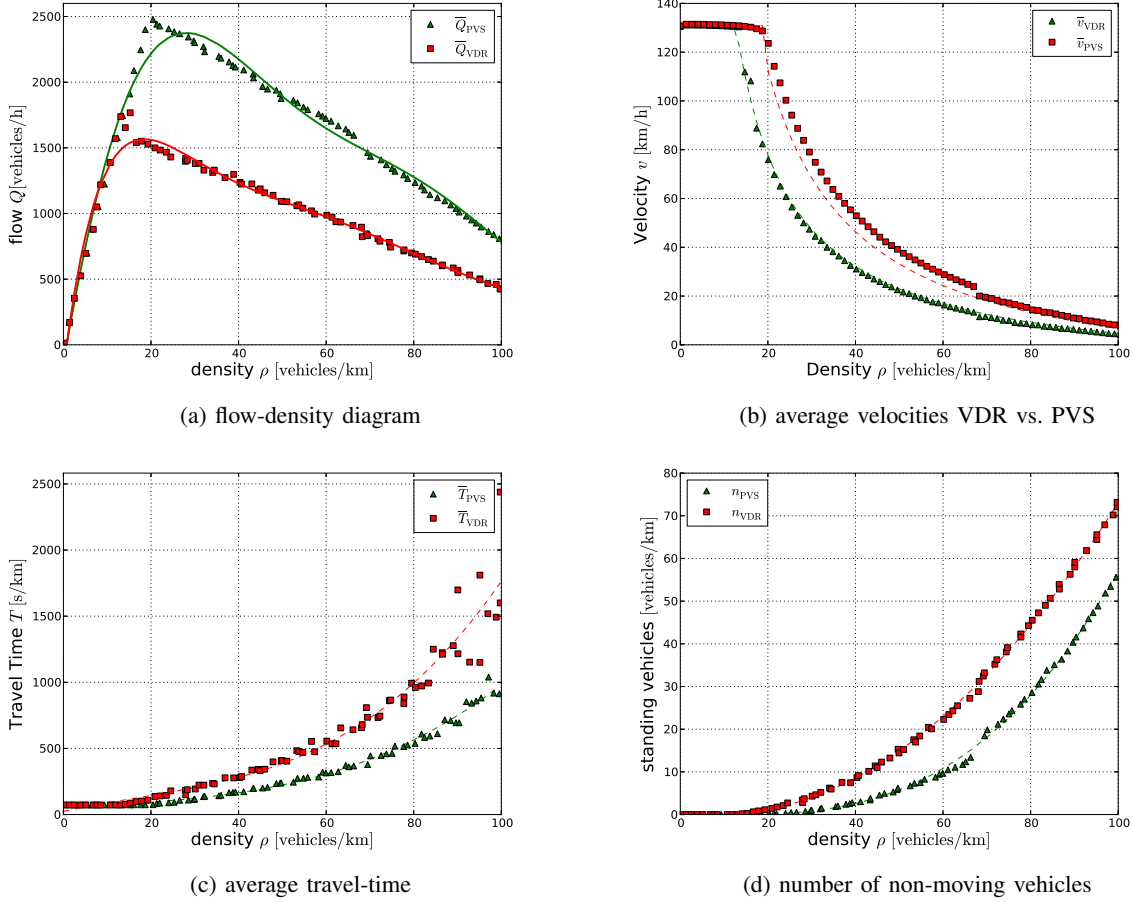 2500
2000
1500
1000
500
0
0 20 40 60 80 100
flow Q[vehicles/h]
density ρ [vehicles/km]
Q̅PVS
Q̅VDR
(a) flow-density diagram
140
120
100
80
60
40
20
0
0 20 40 60 80 100
Velocity v [km/h]
Density ρ [vehicles/km]
v̅VDR
v̅PVS
(b) average velocities VDR vs. PVS
2500
2000
1500
1000
500
0
0 20 40 60 80 100
Travel Time T [s/km]
density ρ [vehicles/km]
T̅PVS
T̅VDR
(c) average travel-time
80
70
60
50
40
30
20
10
0
0 20 40 60 80 100
standing vehicles [vehicles/km]
density ρ [vehicles/km]
nPVS
nVDR
(d) number of non-moving vehicles